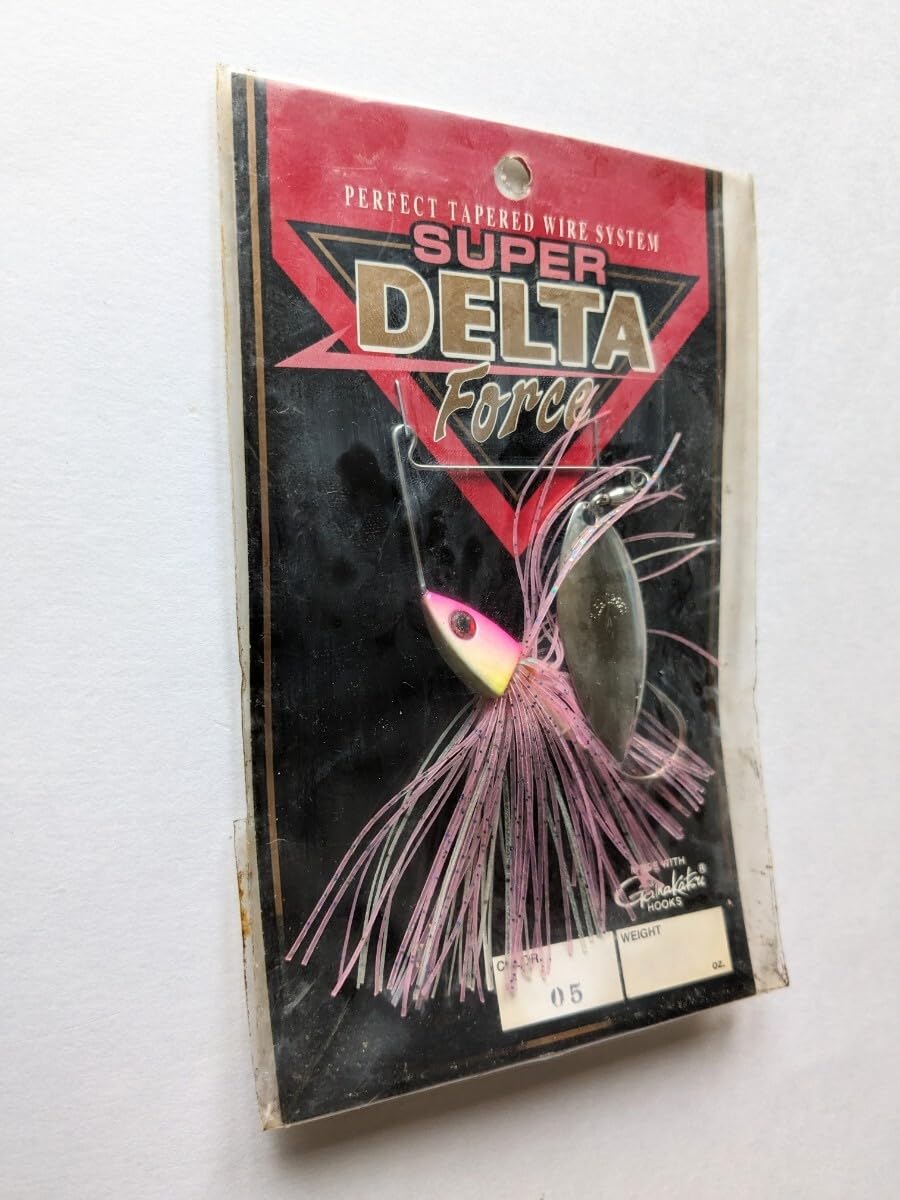 PERFECT TAPERED WIRE SYSTEM
SUPER
DELTA
Force
MADE WITH
Gamakatsu®
HOOKS
COLOR.
05
WEIGHT
OZ.